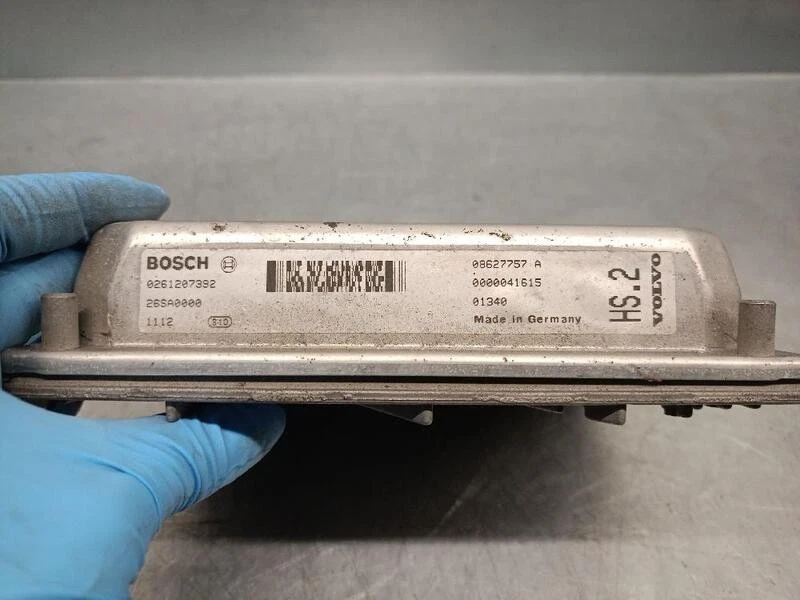 BOSCH
0261207392
26SA0000
1112
08627757 A
0000041615
01340
Made in Germany
HS.2
VOLVO